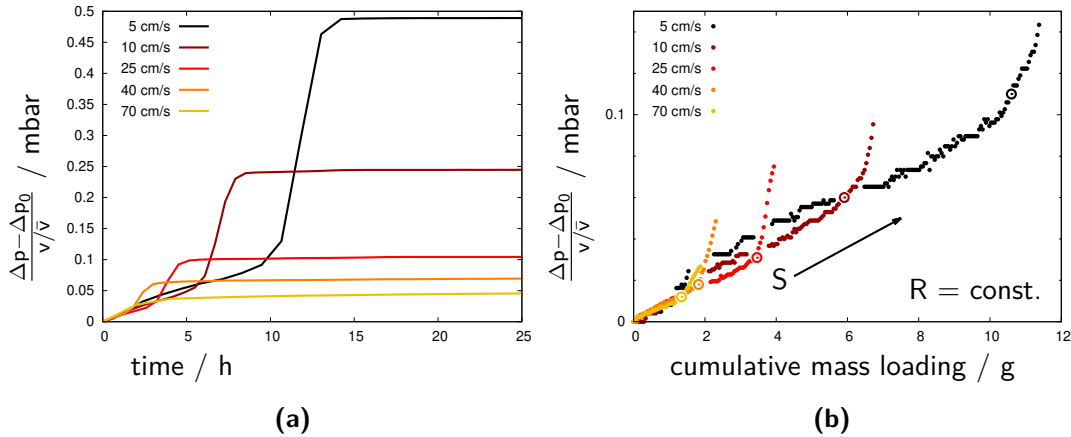 0.5
0.45
0.4
0.35
0.3
0.25
0.2
0.15
0.1
0.05
0
0 5 10 15 20 25
5 cm/s
10 cm/s
25 cm/s
40 cm/s
70 cm/s
Δp−Δp₀ / mbar
v/v̄
time / h
(a)
0.1
0
0 2 4 6 8 10 12
5 cm/s
10 cm/s
25 cm/s
40 cm/s
70 cm/s
Δp−Δp₀ / mbar
v/v̄
S
R = const.
cumulative mass loading / g
(b)